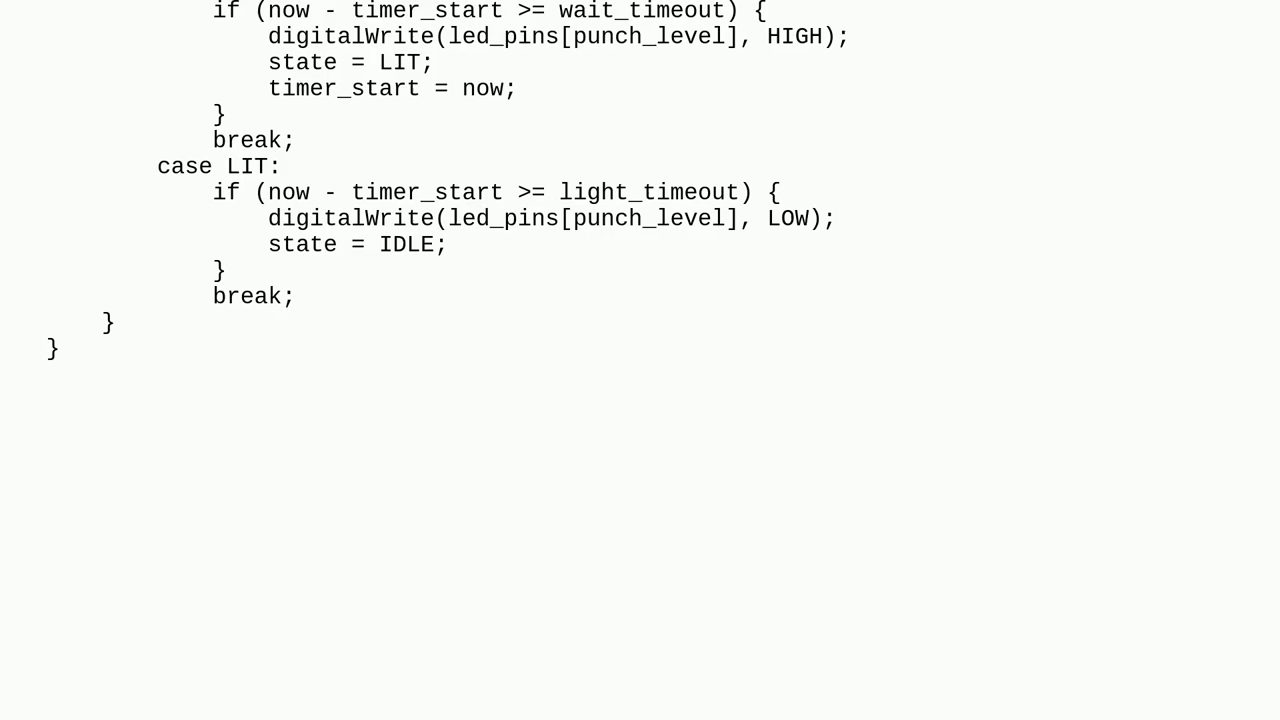 if (now - timer_start >= wait_timeout) {
digitalWrite(led_pins[punch_level], HIGH);
state = LIT;
timer_start = now;
}
break;
case LIT:
if (now - timer_start >= light_timeout) {
digitalWrite(led_pins[punch_level], LOW);
state = IDLE;
}
break;
}
}